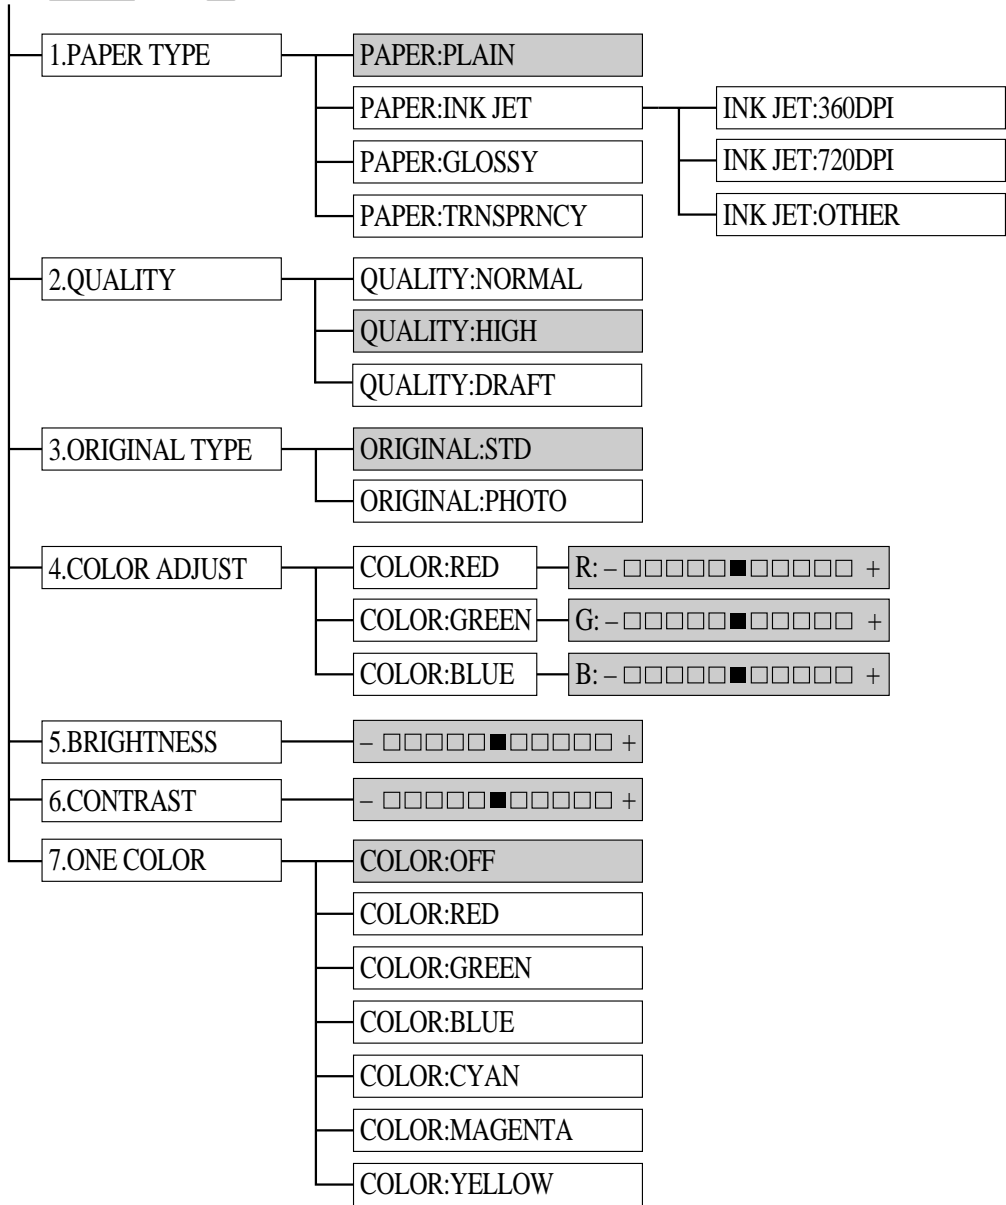 1.PAPER TYPE
PAPER:PLAIN
PAPER:INK JET
INK JET:360DPI
INK JET:720DPI
INK JET:OTHER
PAPER:GLOSSY
PAPER:TRNSPRNCY
2.QUALITY
QUALITY:NORMAL
QUALITY:HIGH
QUALITY:DRAFT
3.ORIGINAL TYPE
ORIGINAL:STD
ORIGINAL:PHOTO
4.COLOR ADJUST
COLOR:RED
R: – □□□□□■□□□□□ +
COLOR:GREEN
G: – □□□□□■□□□□□ +
COLOR:BLUE
B: – □□□□□■□□□□□ +
5.BRIGHTNESS
– □□□□□■□□□□□ +
6.CONTRAST
– □□□□□■□□□□□ +
7.ONE COLOR
COLOR:OFF
COLOR:RED
COLOR:GREEN
COLOR:BLUE
COLOR:CYAN
COLOR:MAGENTA
COLOR:YELLOW